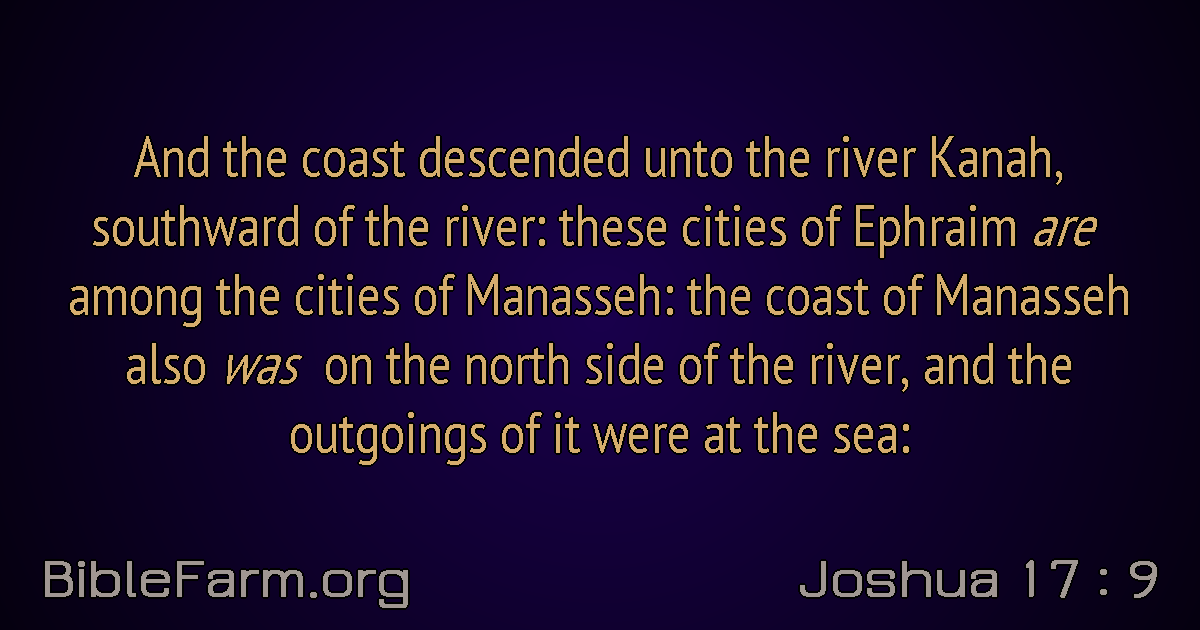 And the coast descended unto the river Kanah,
southward of the river: these cities of Ephraim are
among the cities of Manasseh: the coast of Manasseh
also was on the north side of the river, and the
outgoings of it were at the sea:
BibleFarm.org
Joshua 17 : 9